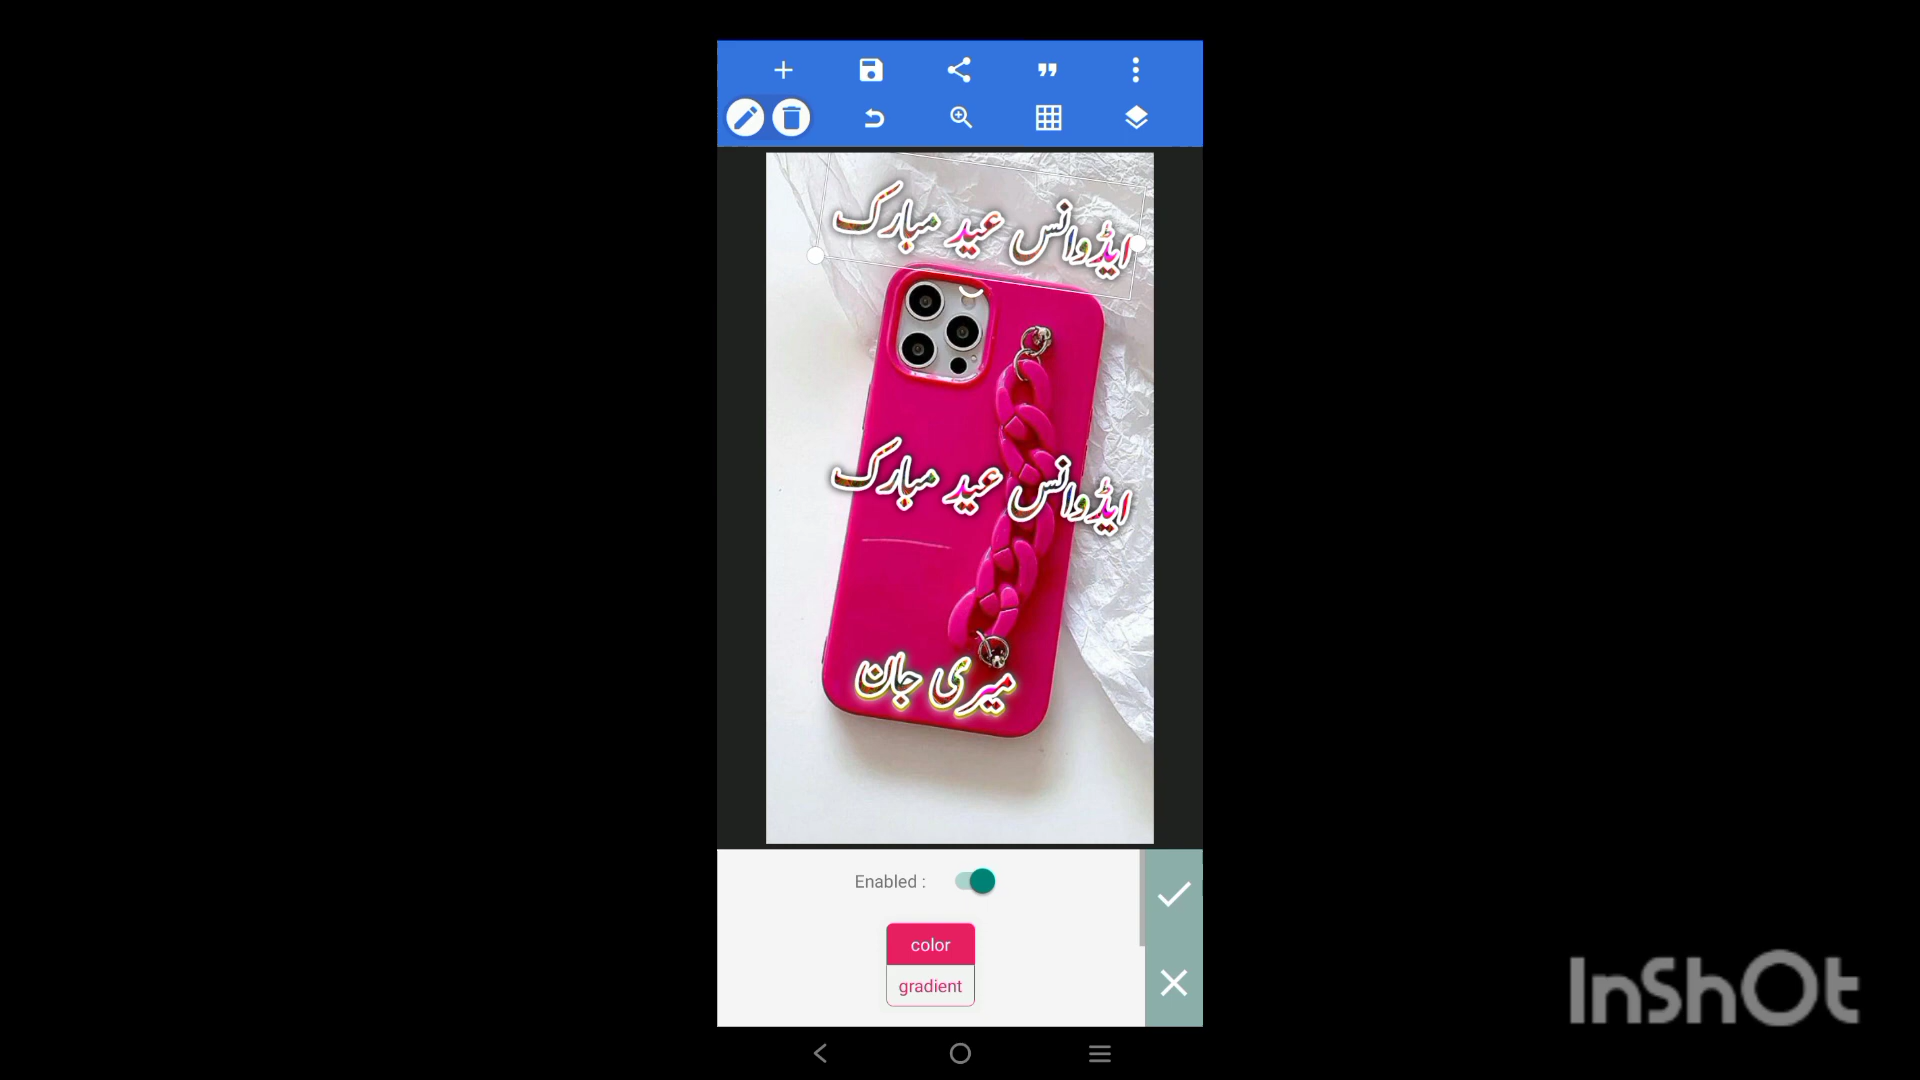 ایڈوانس عید مبارک
ایڈوانس عید مبارک
میری جان
Enabled :
color
gradient
InShOt